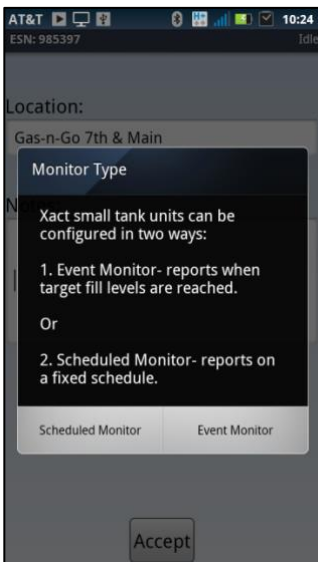 AT&T 10:24
ESN: 985397 Idle
Location:
Gas-n-Go 7th & Main
Monitor Type
Xact small tank units can be
configured in two ways:
1. Event Monitor- reports when
target fill levels are reached.
Or
2. Scheduled Monitor- reports on
a fixed schedule.
Scheduled Monitor Event Monitor
Accept